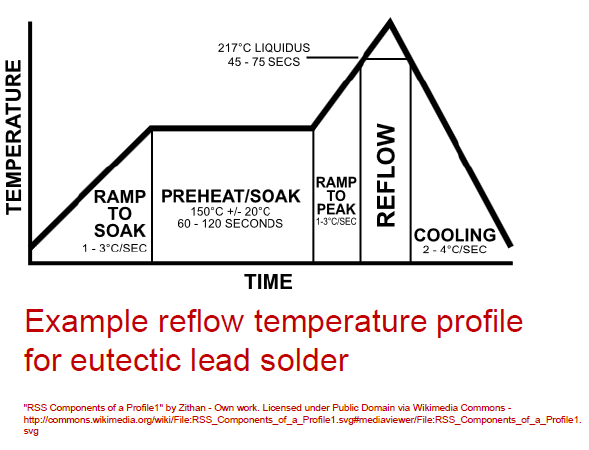 TEMPERATURE
217°C LIQUIDUS
45 - 75 SECS
RAMP
TO
SOAK
1 - 3°C/SEC
PREHEAT/SOAK
150°C +/- 20°C
60 - 120 SECONDS
RAMP
TO
PEAK
1-3°C/SEC
REFLOW
COOLING
2 - 4°C/SEC
TIME
Example reflow temperature profile
for eutectic lead solder
"RSS Components of a Profile1" by Zithan - Own work. Licensed under Public Domain via Wikimedia Commons -
http://commons.wikimedia.org/wiki/File:RSS_Components_of_a_Profile1.svg#mediaviewer/File:RSS_Components_of_a_Profile1.
svg